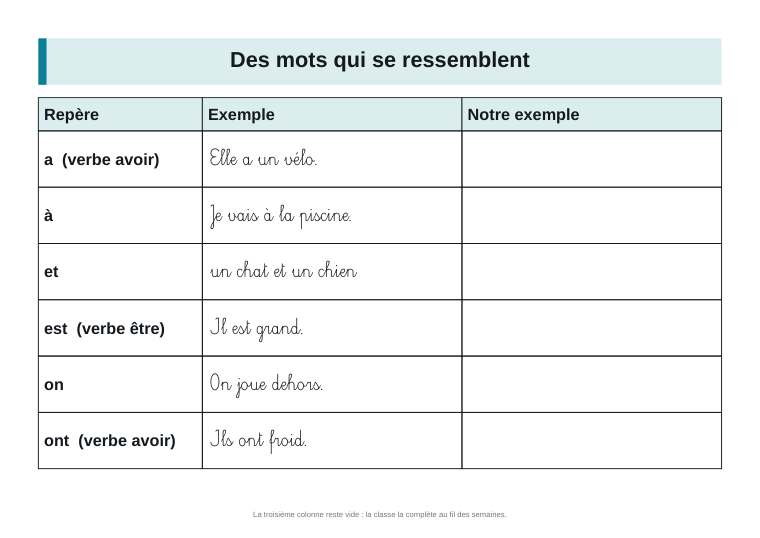 Des mots qui se ressemblent
Repère Exemple Notre exemple
a (verbe avoir) Elle a un vélo.
à Je vais à la piscine.
et un chat et un chien
est (verbe être) Il est grand.
on On joue dehors.
ont (verbe avoir) Ils ont froid.
La troisième colonne reste vide : la classe la complète au fil des semaines.